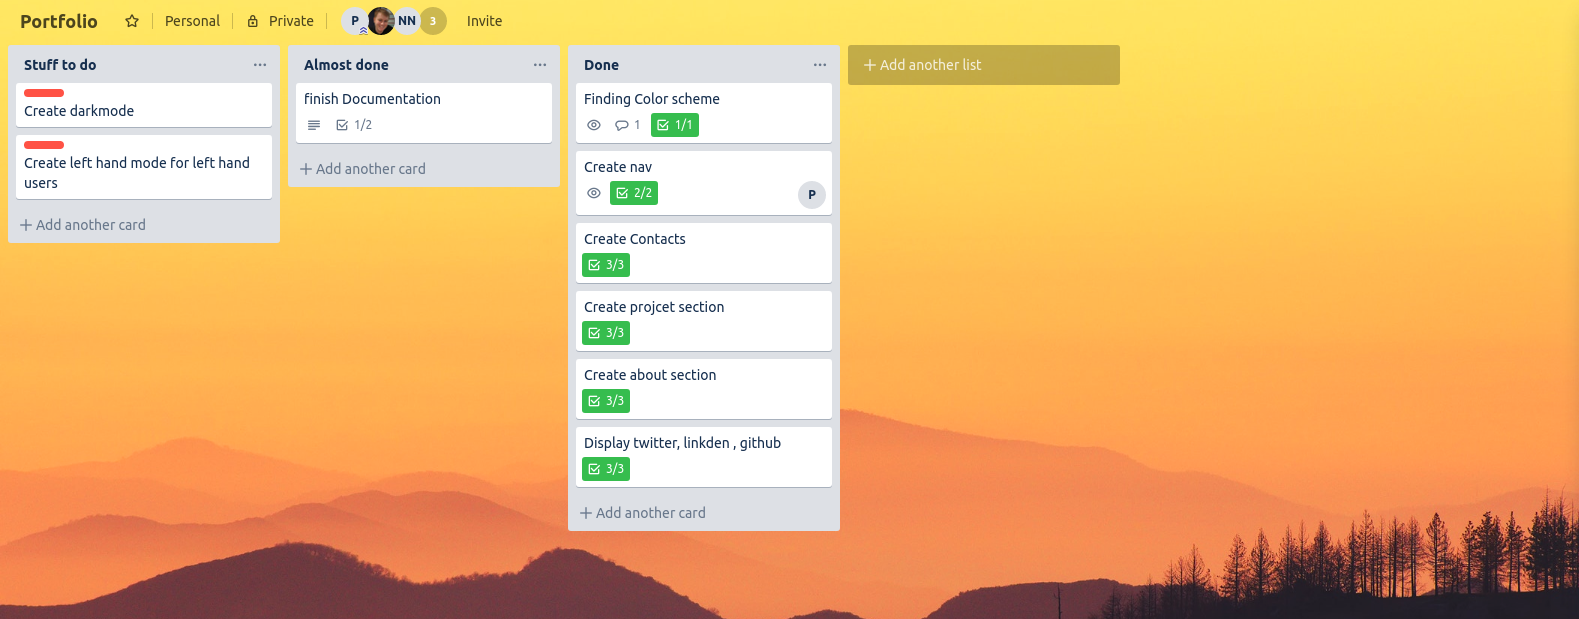 Portfolio Personal Private P NN 3 Invite
Stuff to do
Create darkmode
Create left hand mode for left hand
users
Add another card
Almost done
finish Documentation
1/2
Add another card
Done
Finding Color scheme
1 1/1
Create nav
2/2 P
Create Contacts
3/3
Create projcet section
3/3
Create about section
3/3
Display twitter, linkden , github
3/3
Add another card
Add another list